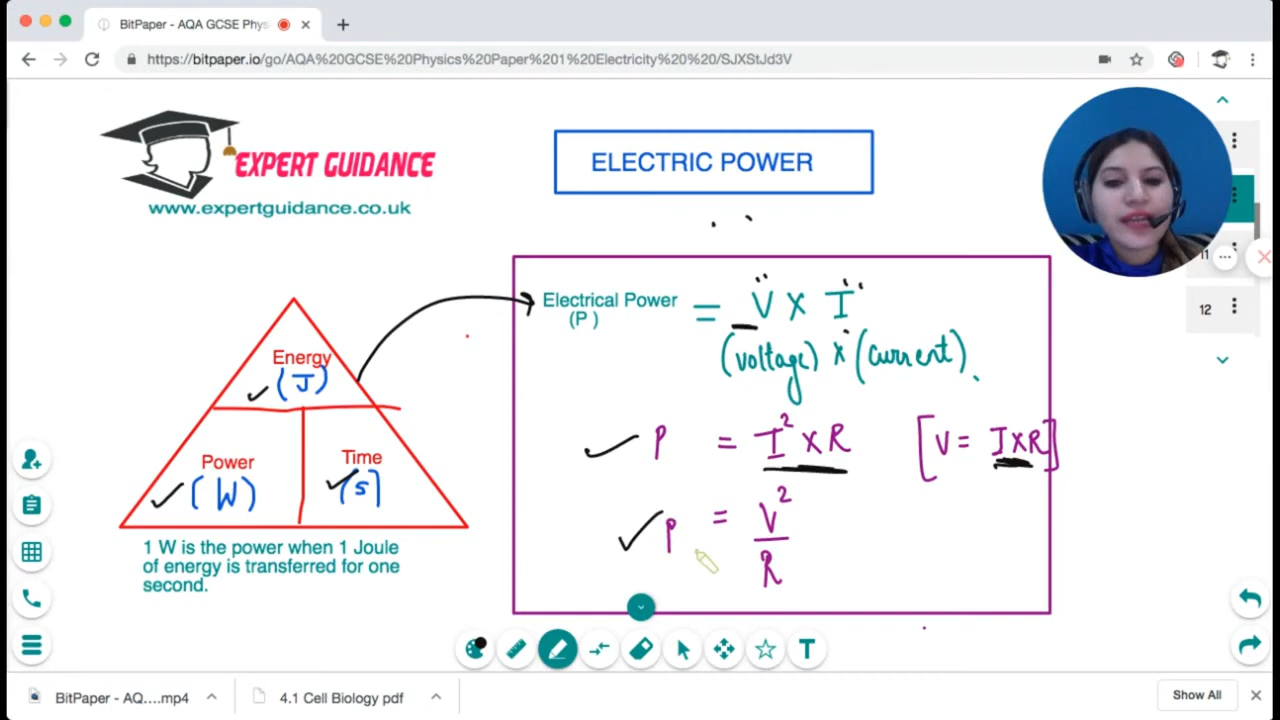 BitPaper - AQA GCSE Phys
https://bitpaper.io/go/AQA%20GCSE%20Physics%20Paper%201%20Electricity%20%20/SJXStJd3V
EXPERT GUIDANCE
www.expertguidance.co.uk
ELECTRIC POWER
Electrical Power
(P)
= V X I
(voltage) x (current).
Energy
(J)
Power
(W)
Time
(s)
P = I² X R [V = IXR]
P = V²
R
1 W is the power when 1 Joule
of energy is transferred for one
second.
11
12
T
BitPaper - AQ....mp4
4.1 Cell Biology pdf
Show All